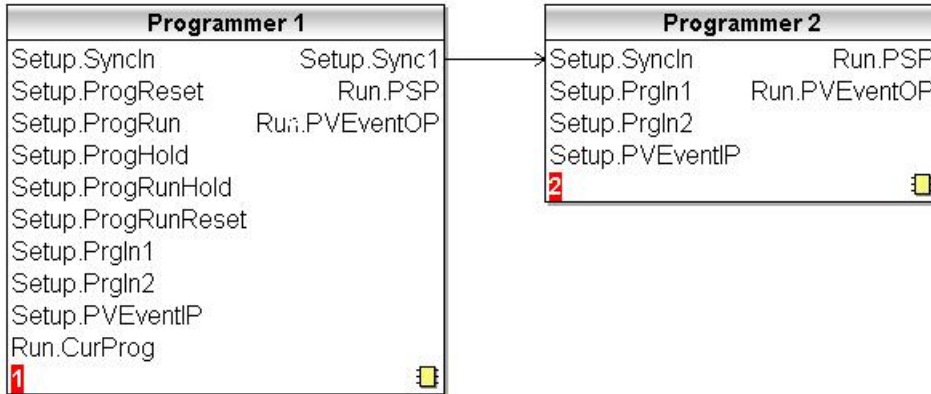 Programmer 1
Setup.SyncIn Setup.Sync1
Setup.ProgReset Run.PSP
Setup.ProgRun Run.PVEventOP
Setup.ProgHold
Setup.ProgRunHold
Setup.ProgRunReset
Setup.PrgIn1
Setup.PrgIn2
Setup.PVEventIP
Run.CurProg
1
Programmer 2
Setup.SyncIn Run.PSP
Setup.PrgIn1 Run.PVEventOP
Setup.PrgIn2
Setup.PVEventIP
2